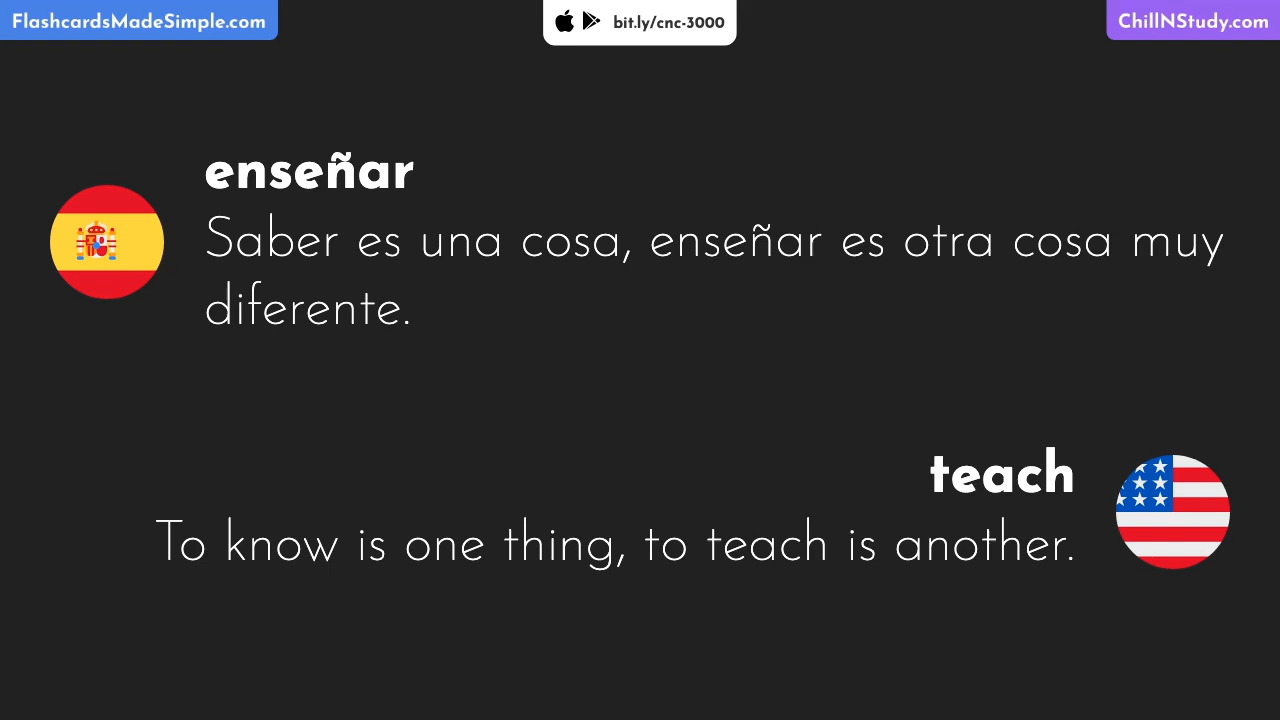 FlashcardsMadeSimple.com
bit.ly/cnc-3000
ChillNStudy.com
enseñar
Saber es una cosa, enseñar es otra cosa muy
diferente.
teach
To know is one thing, to teach is another.